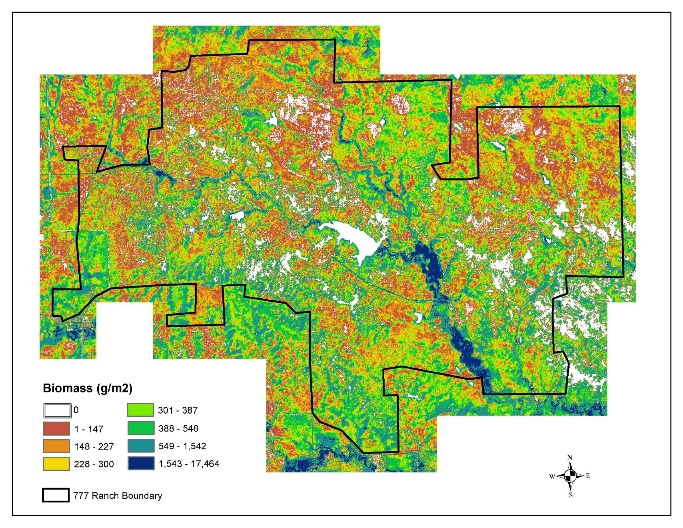 Biomass (g/m2)
0
1 - 147
148 - 227
228 - 300
301 - 387
388 - 548
549 - 1,542
1,543 - 17,464
777 Ranch Boundary
N
W E
S